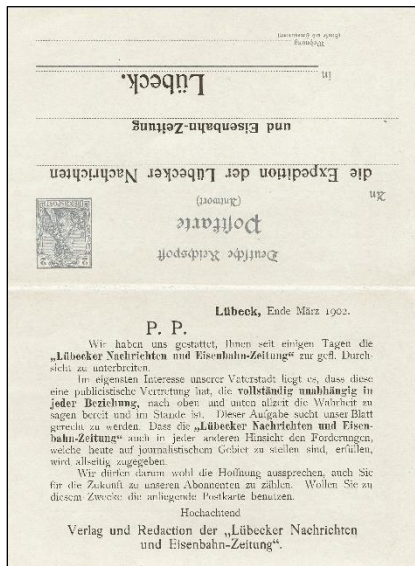 Deutsche Reichspost
Postkarte
(Antwort)
An
die Expedition der Lübecker Nachrichten
und Eisenbahn-Zeitung
in
Lübeck.
Wohnung
(Straße und Hausnummer)
Lübeck, Ende März 1902.
P. P.
Wir haben uns gestattet, Ihnen seit einigen Tagen die
„Lübecker Nachrichten und Eisenbahn-Zeitung“ zur gefl. Durch-
sicht zu unterbreiten.
Im eigensten Interesse unserer Vaterstadt liegt es, dass diese
eine publicistische Vertretung hat, die vollständig unabhängig in
jeder Beziehung, nach oben und unten allzeit die Wahrheit zu
sagen bereit und im Stande ist. Dieser Aufgabe sucht unser Blatt
gerecht zu werden. Dass die „Lübecker Nachrichten und Eisen-
bahn-Zeitung“ auch in jeder anderen Hinsicht den Forderungen,
welche heute auf journalistischem Gebiet zu stellen sind, erfüllen,
wird allseitig zugegeben.
Wir dürfen darum wohl die Hoffnung aussprechen, auch Sie
für die Zukunft zu unseren Abonnenten zu zählen. Wollen Sie zu
diesem Zwecke die anliegende Postkarte benutzen.
Hochachtend
Verlag und Redaction der „Lübecker Nachrichten
und Eisenbahn-Zeitung“.